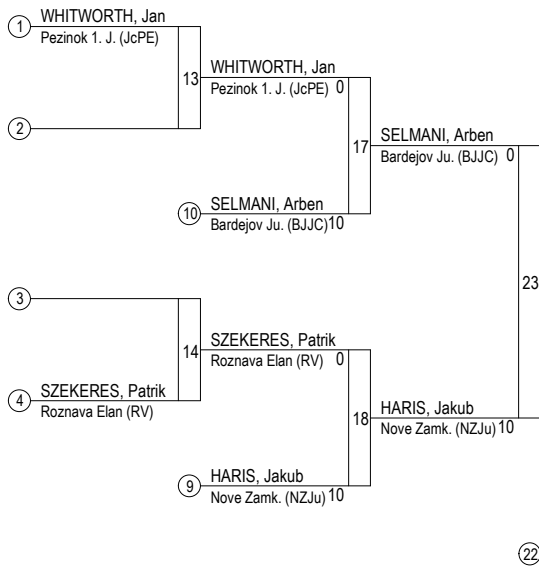 1 WHITWORTH, Jan
Pezinok 1. J. (JcPE)
13 WHITWORTH, Jan
Pezinok 1. J. (JcPE) 0
2
17 SELMANI, Arben
Bardejov Ju. (BJJC) 0
10 SELMANI, Arben
Bardejov Ju. (BJJC) 10
23
3
14 SZEKERES, Patrik
Roznava Elan (RV) 0
4 SZEKERES, Patrik
Roznava Elan (RV)
18 HARIS, Jakub
Nove Zamk. (NZJu) 10
9 HARIS, Jakub
Nove Zamk. (NZJu) 10
22